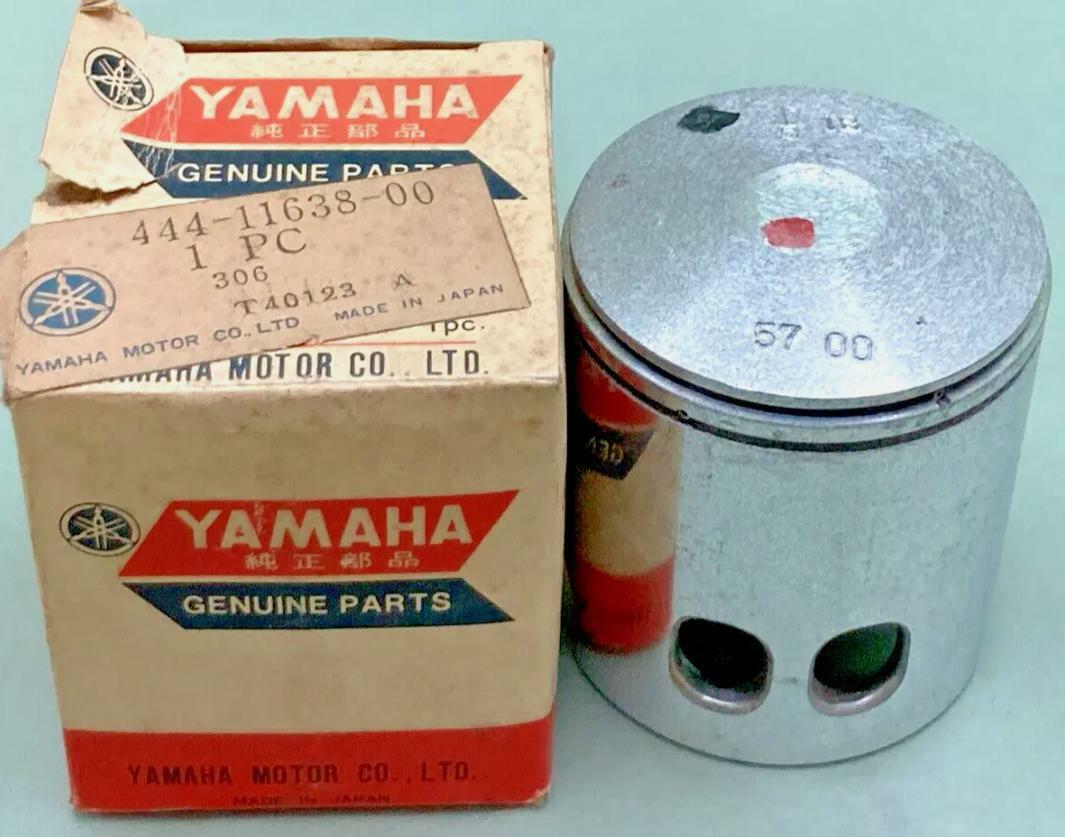 YAMAHA
純正部品
GENUINE PARTS
444-11638-00
1 PC
306
T40123 A
YAMAHA MOTOR CO.,LTD MADE IN JAPAN
1pc.
YAMAHA MOTOR CO., LTD.
YAMAHA
純正部品
GENUINE PARTS
YAMAHA MOTOR CO.,LTD.
MADE IN JAPAN
57 00
R